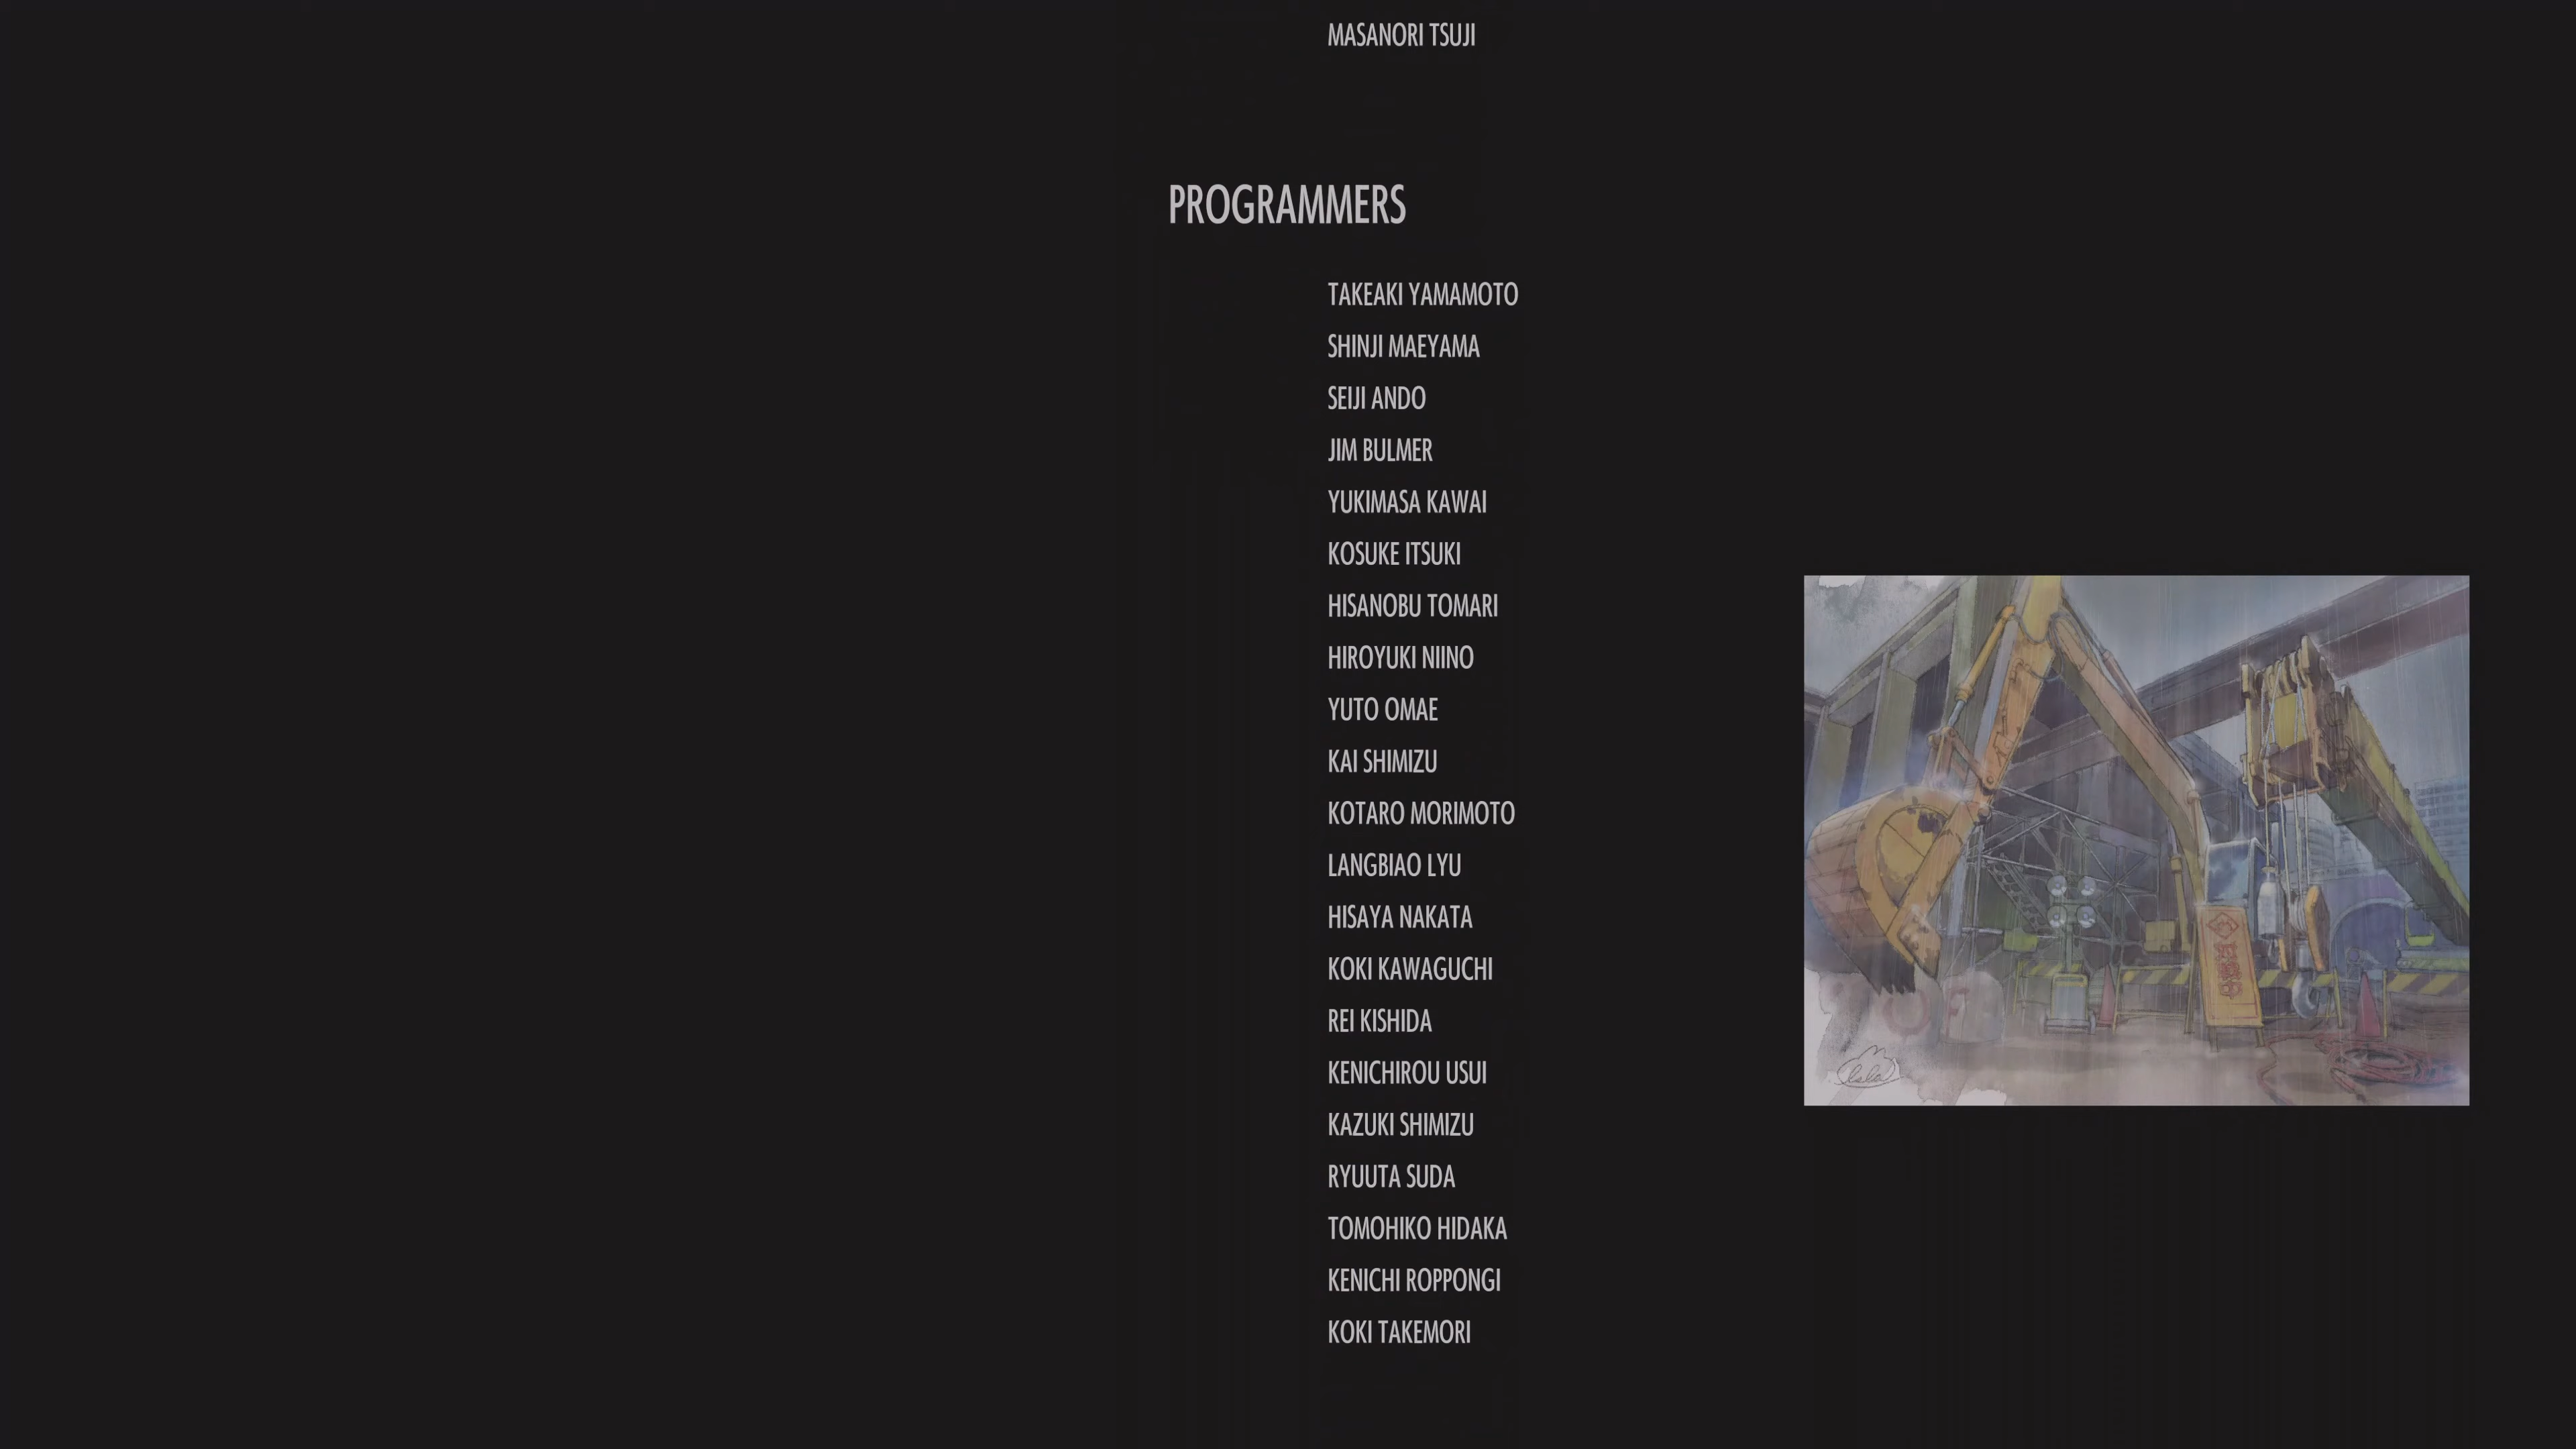 MASANORI TSUJI
PROGRAMMERS
TAKEAKI YAMAMOTO
SHINJI MAEYAMA
SEIJI ANDO
JIM BULMER
YUKIMASA KAWAI
KOSUKE ITSUKI
HISANOBU TOMARI
HIROYUKI NIINO
YUTO OMAE
KAI SHIMIZU
KOTARO MORIMOTO
LANGBIAO LYU
HISAYA NAKATA
KOKI KAWAGUCHI
REI KISHIDA
KENICHIROU USUI
KAZUKI SHIMIZU
RYUUTA SUDA
TOMOHIKO HIDAKA
KENICHI ROPPONGI
KOKI TAKEMORI